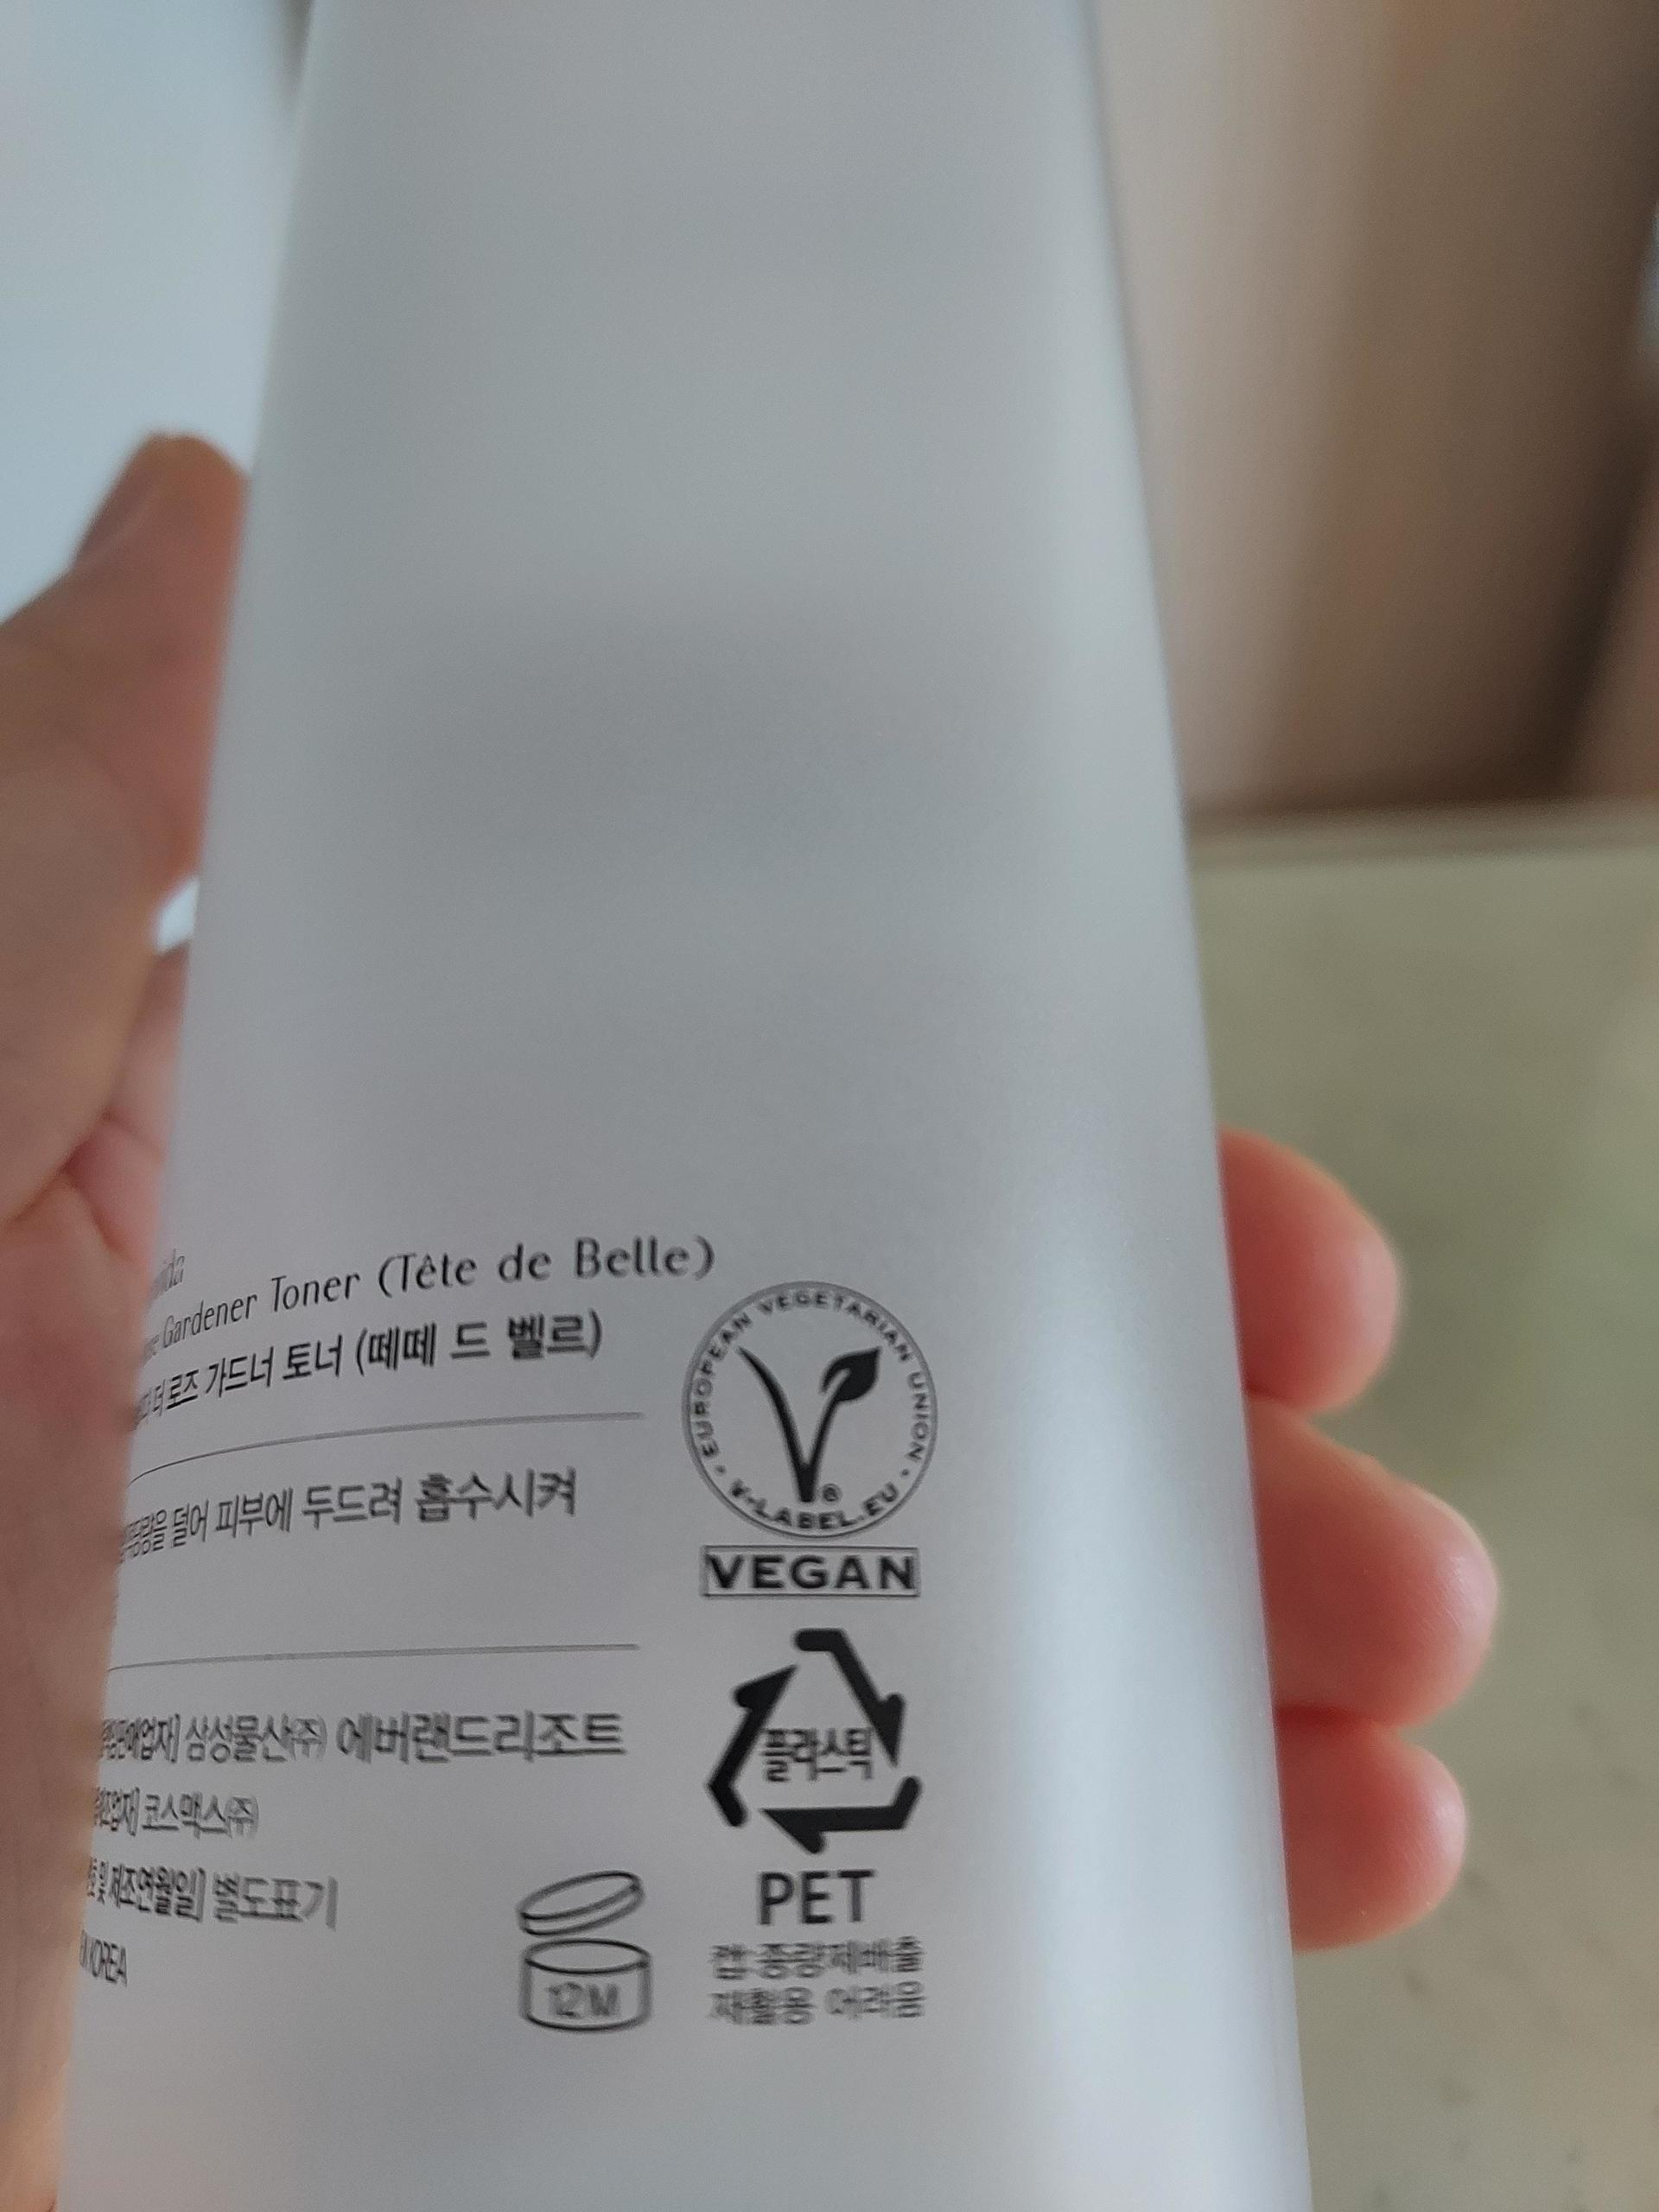 Gardener Toner (Tête de Belle)
더 로즈 가드너 토너 (떼떼 드 벨르)
덜어 피부에 두드려 흡수시켜
삼성물산(주) 에버랜드리조트
코스맥스(주)
및 제조연월일] 별도표기
KOREA
12M
EUROPEAN VEGETARIAN UNION
V-LABEL.EU
®
VEGAN
플라스틱
PET
캡:종량제배출
재활용 어려움